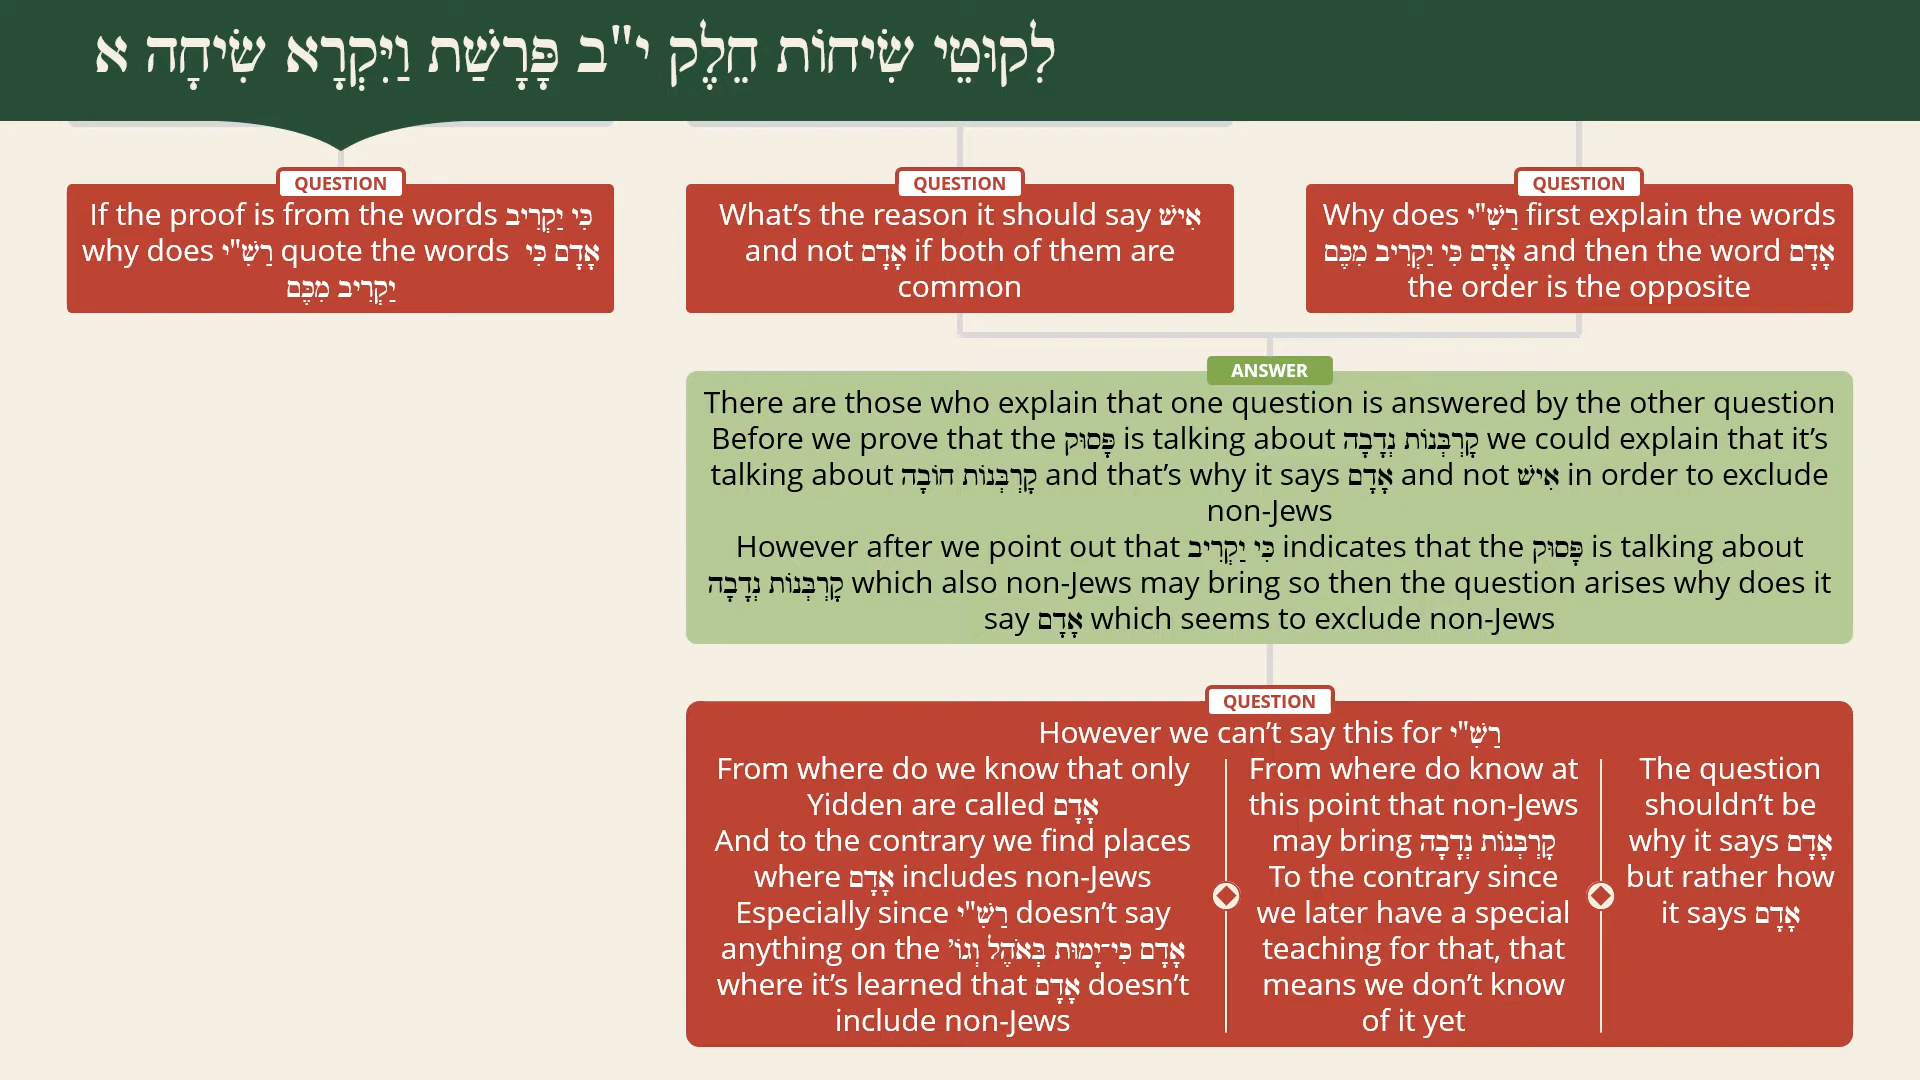 לִקּוּטֵי שִׂיחוֹת חֵלֶק י"ב פָּרָשַׁת וַיִּקְרָא שִׂיחָה א
QUESTION
If the proof is from the words כִּי יַקְרִיב
why does רַשִׁ"י quote the words אָדָם כִּי
יַקְרִיב מִכֶּם
QUESTION
What's the reason it should say אִישׁ
and not אָדָם if both of them are
common
QUESTION
Why does רַשִׁ"י first explain the words
אָדָם כִּי יַקְרִיב מִכֶּם and then the word אָדָם
the order is the opposite
ANSWER
There are those who explain that one question is answered by the other question
Before we prove that the פָּסוּק is talking about קָרְבְּנוֹת נְדָבָה we could explain that it's
talking about קָרְבְּנוֹת חוֹבָה and that's why it says אָדָם and not אִישׁ in order to exclude
non-Jews
However after we point out that כִּי יַקְרִיב indicates that the פָּסוּק is talking about
קָרְבְּנוֹת נְדָבָה which also non-Jews may bring so then the question arises why does it
say אָדָם which seems to exclude non-Jews
QUESTION
However we can't say this for רַשִׁ"י
From where do we know that only
Yidden are called אָדָם
And to the contrary we find places
where אָדָם includes non-Jews
Especially since רַשִׁ"י doesn't say
anything on the אָדָם כִּי־יָמוּת בְּאֹהֶל וְגוֹ'
where it's learned that אָדָם doesn't
include non-Jews
From where do know at
this point that non-Jews
may bring קָרְבְּנוֹת נְדָבָה
To the contrary since
we later have a special
teaching for that, that
means we don't know
of it yet
The question
shouldn't be
why it says אָדָם
but rather how
it says אָדָם